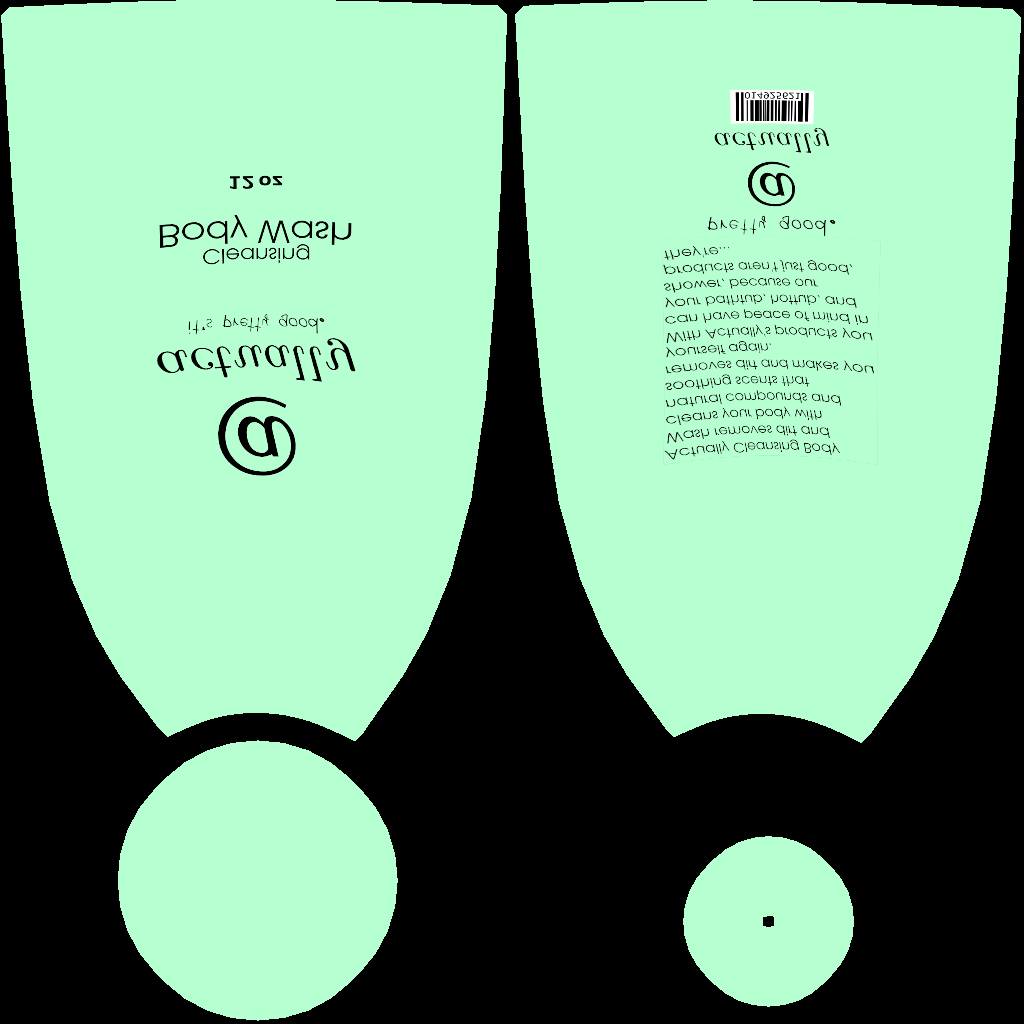 @
actually
it's pretty good.
Cleansing
Body Wash
12 oz
Actually Cleansing Body
Wash removes dirt and
cleans your body with
natural compounds and
soothing scents that
removes dirt and makes you
yourself again.
With Actually's products you
can have peace of mind in
your bathtub, hottub, and
shower, because our
products aren't just good,
they're...
pretty good.
@
actually
014925621